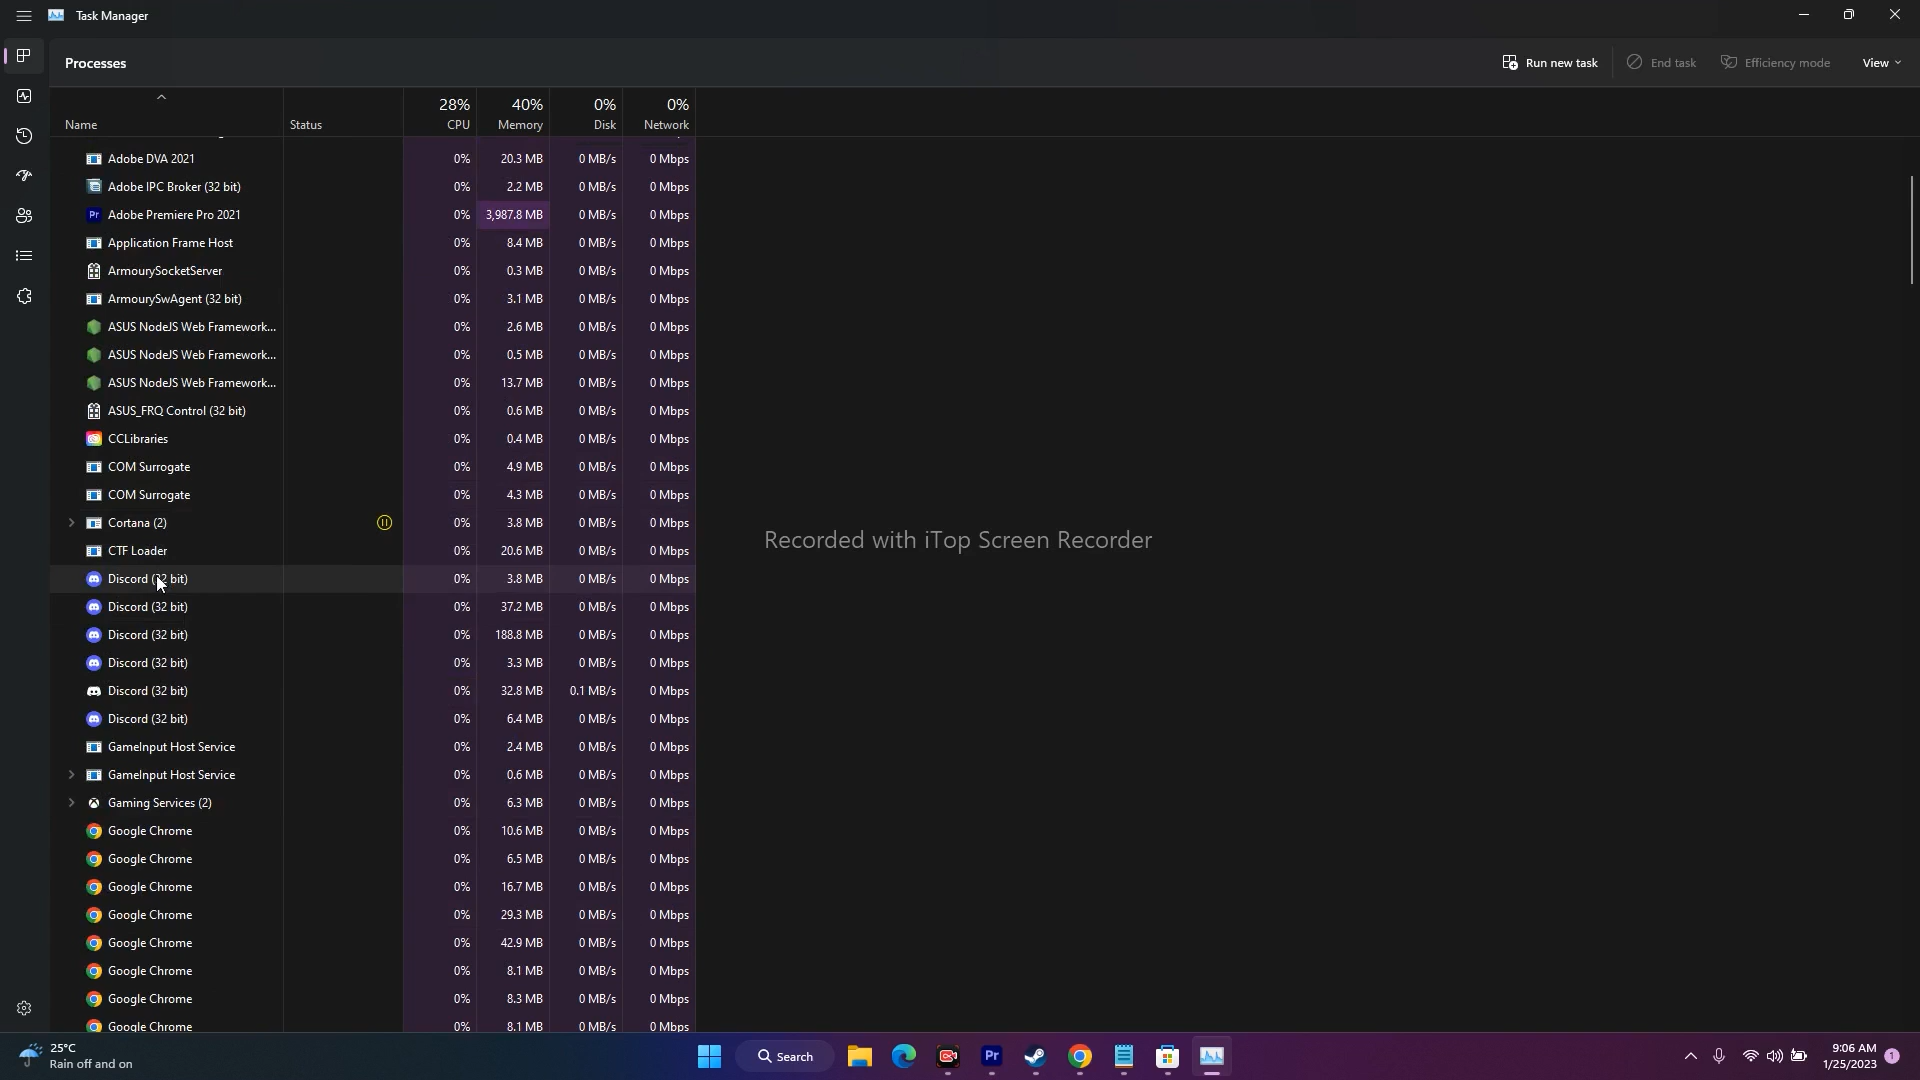 Task Manager
Processes
Run new task
End task
Efficiency mode
View
28% 40% 0% 0%
Name Status CPU Memory Disk Network
Adobe DVA 2021 0% 20.3 MB 0 MB/s 0 Mbps
Adobe IPC Broker (32 bit) 0% 2.2 MB 0 MB/s 0 Mbps
Pr Adobe Premiere Pro 2021 0% 3,987.8 MB 0 MB/s 0 Mbps
Application Frame Host 0% 8.4 MB 0 MB/s 0 Mbps
ArmourySocketServer 0% 0.3 MB 0 MB/s 0 Mbps
ArmourySwAgent (32 bit) 0% 3.1 MB 0 MB/s 0 Mbps
ASUS NodeJS Web Framework... 0% 2.6 MB 0 MB/s 0 Mbps
ASUS NodeJS Web Framework... 0% 0.5 MB 0 MB/s 0 Mbps
ASUS NodeJS Web Framework... 0% 13.7 MB 0 MB/s 0 Mbps
ASUS_FRQ Control (32 bit) 0% 0.6 MB 0 MB/s 0 Mbps
CCLibraries 0% 0.4 MB 0 MB/s 0 Mbps
COM Surrogate 0% 4.9 MB 0 MB/s 0 Mbps
COM Surrogate 0% 4.3 MB 0 MB/s 0 Mbps
Cortana (2) 0% 3.8 MB 0 MB/s 0 Mbps
Recorded with iTop Screen Recorder
CTF Loader 0% 20.6 MB 0 MB/s 0 Mbps
Discord (32 bit) 0% 3.8 MB 0 MB/s 0 Mbps
Discord (32 bit) 0% 37.2 MB 0 MB/s 0 Mbps
Discord (32 bit) 0% 188.8 MB 0 MB/s 0 Mbps
Discord (32 bit) 0% 3.3 MB 0 MB/s 0 Mbps
Discord (32 bit) 0% 32.8 MB 0.1 MB/s 0 Mbps
Discord (32 bit) 0% 6.4 MB 0 MB/s 0 Mbps
GameInput Host Service 0% 2.4 MB 0 MB/s 0 Mbps
GameInput Host Service 0% 0.6 MB 0 MB/s 0 Mbps
Gaming Services (2) 0% 6.3 MB 0 MB/s 0 Mbps
Google Chrome 0% 10.6 MB 0 MB/s 0 Mbps
Google Chrome 0% 6.5 MB 0 MB/s 0 Mbps
Google Chrome 0% 16.7 MB 0 MB/s 0 Mbps
Google Chrome 0% 29.3 MB 0 MB/s 0 Mbps
Google Chrome 0% 42.9 MB 0 MB/s 0 Mbps
Google Chrome 0% 8.1 MB 0 MB/s 0 Mbps
Google Chrome 0% 8.3 MB 0 MB/s 0 Mbps
Google Chrome 0% 8.1 MB 0 MB/s 0 Mbps
25°C
Rain off and on
Search
Pr
9:06 AM
1/25/2023
1